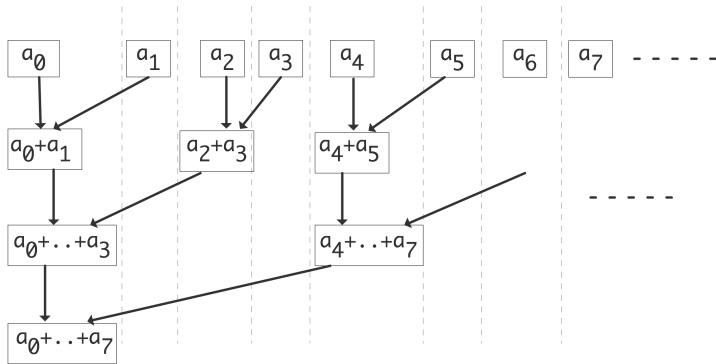 a0 a1 a2 a3 a4 a5 a6 a7 - - - - -
a0+a1 a2+a3 a4+a5
- - - - -
a0+..+a3 a4+..+a7
a0+..+a7